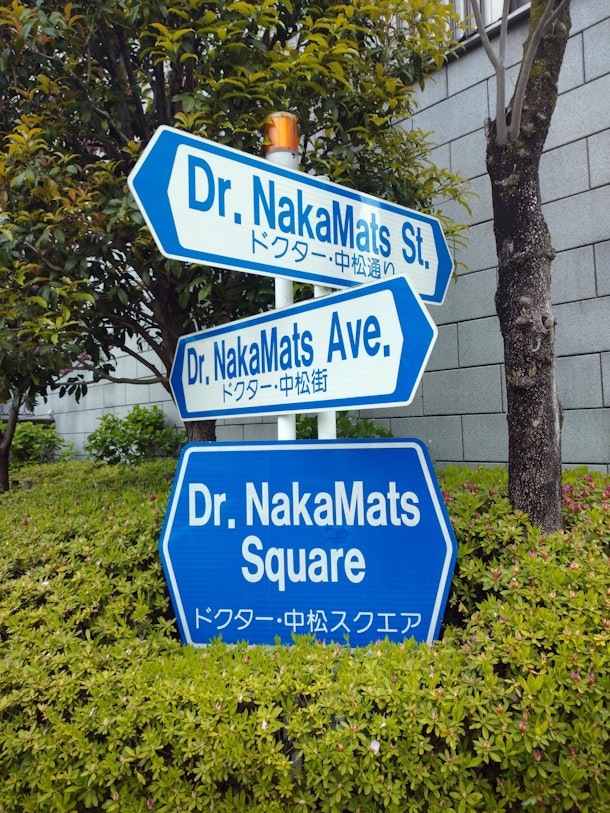 Dr. NakaMats St.
ドクター・中松通り
Dr. NakaMats Ave.
ドクター・中松街
Dr. NakaMats
Square
ドクター・中松スクエア